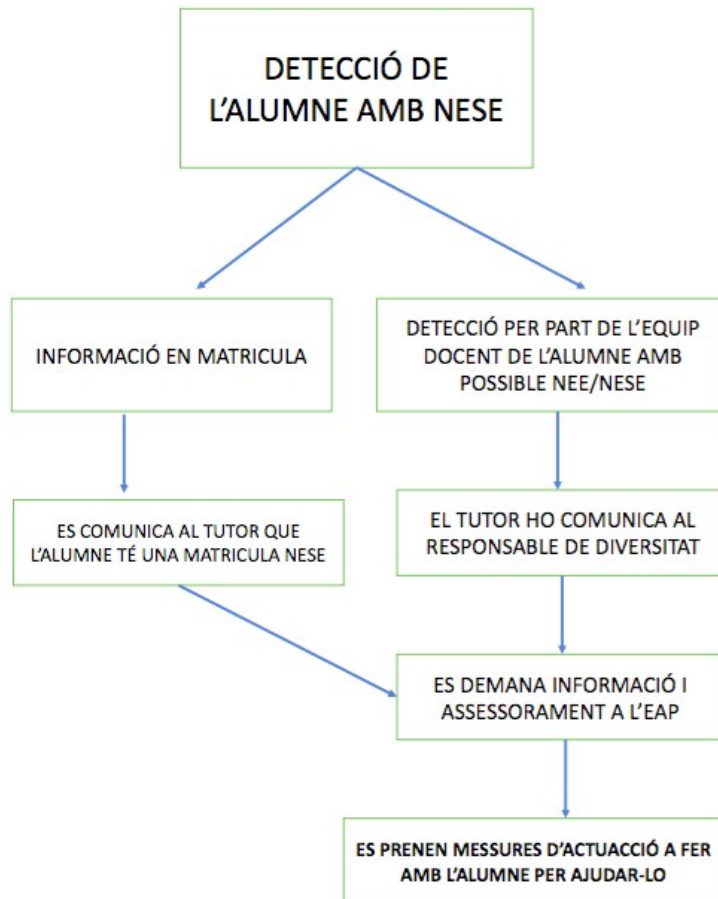 DETECCIÓ DE
L'ALUMNE AMB NESE
INFORMACIÓ EN MATRICULA
DETECCIÓ PER PART DE L'EQUIP
DOCENT DE L'ALUMNE AMB
POSSIBLE NEE/NESE
ES COMUNICA AL TUTOR QUE
L'ALUMNE TÉ UNA MATRICULA NESE
EL TUTOR HO COMUNICA AL
RESPONSABLE DE DIVERSITAT
ES DEMANA INFORMACIÓ I
ASSESSORAMENT A L'EAP
ES PRENEN MESSURES D'ACTUACCIÓ A FER
AMB L'ALUMNE PER AJUDAR-LO